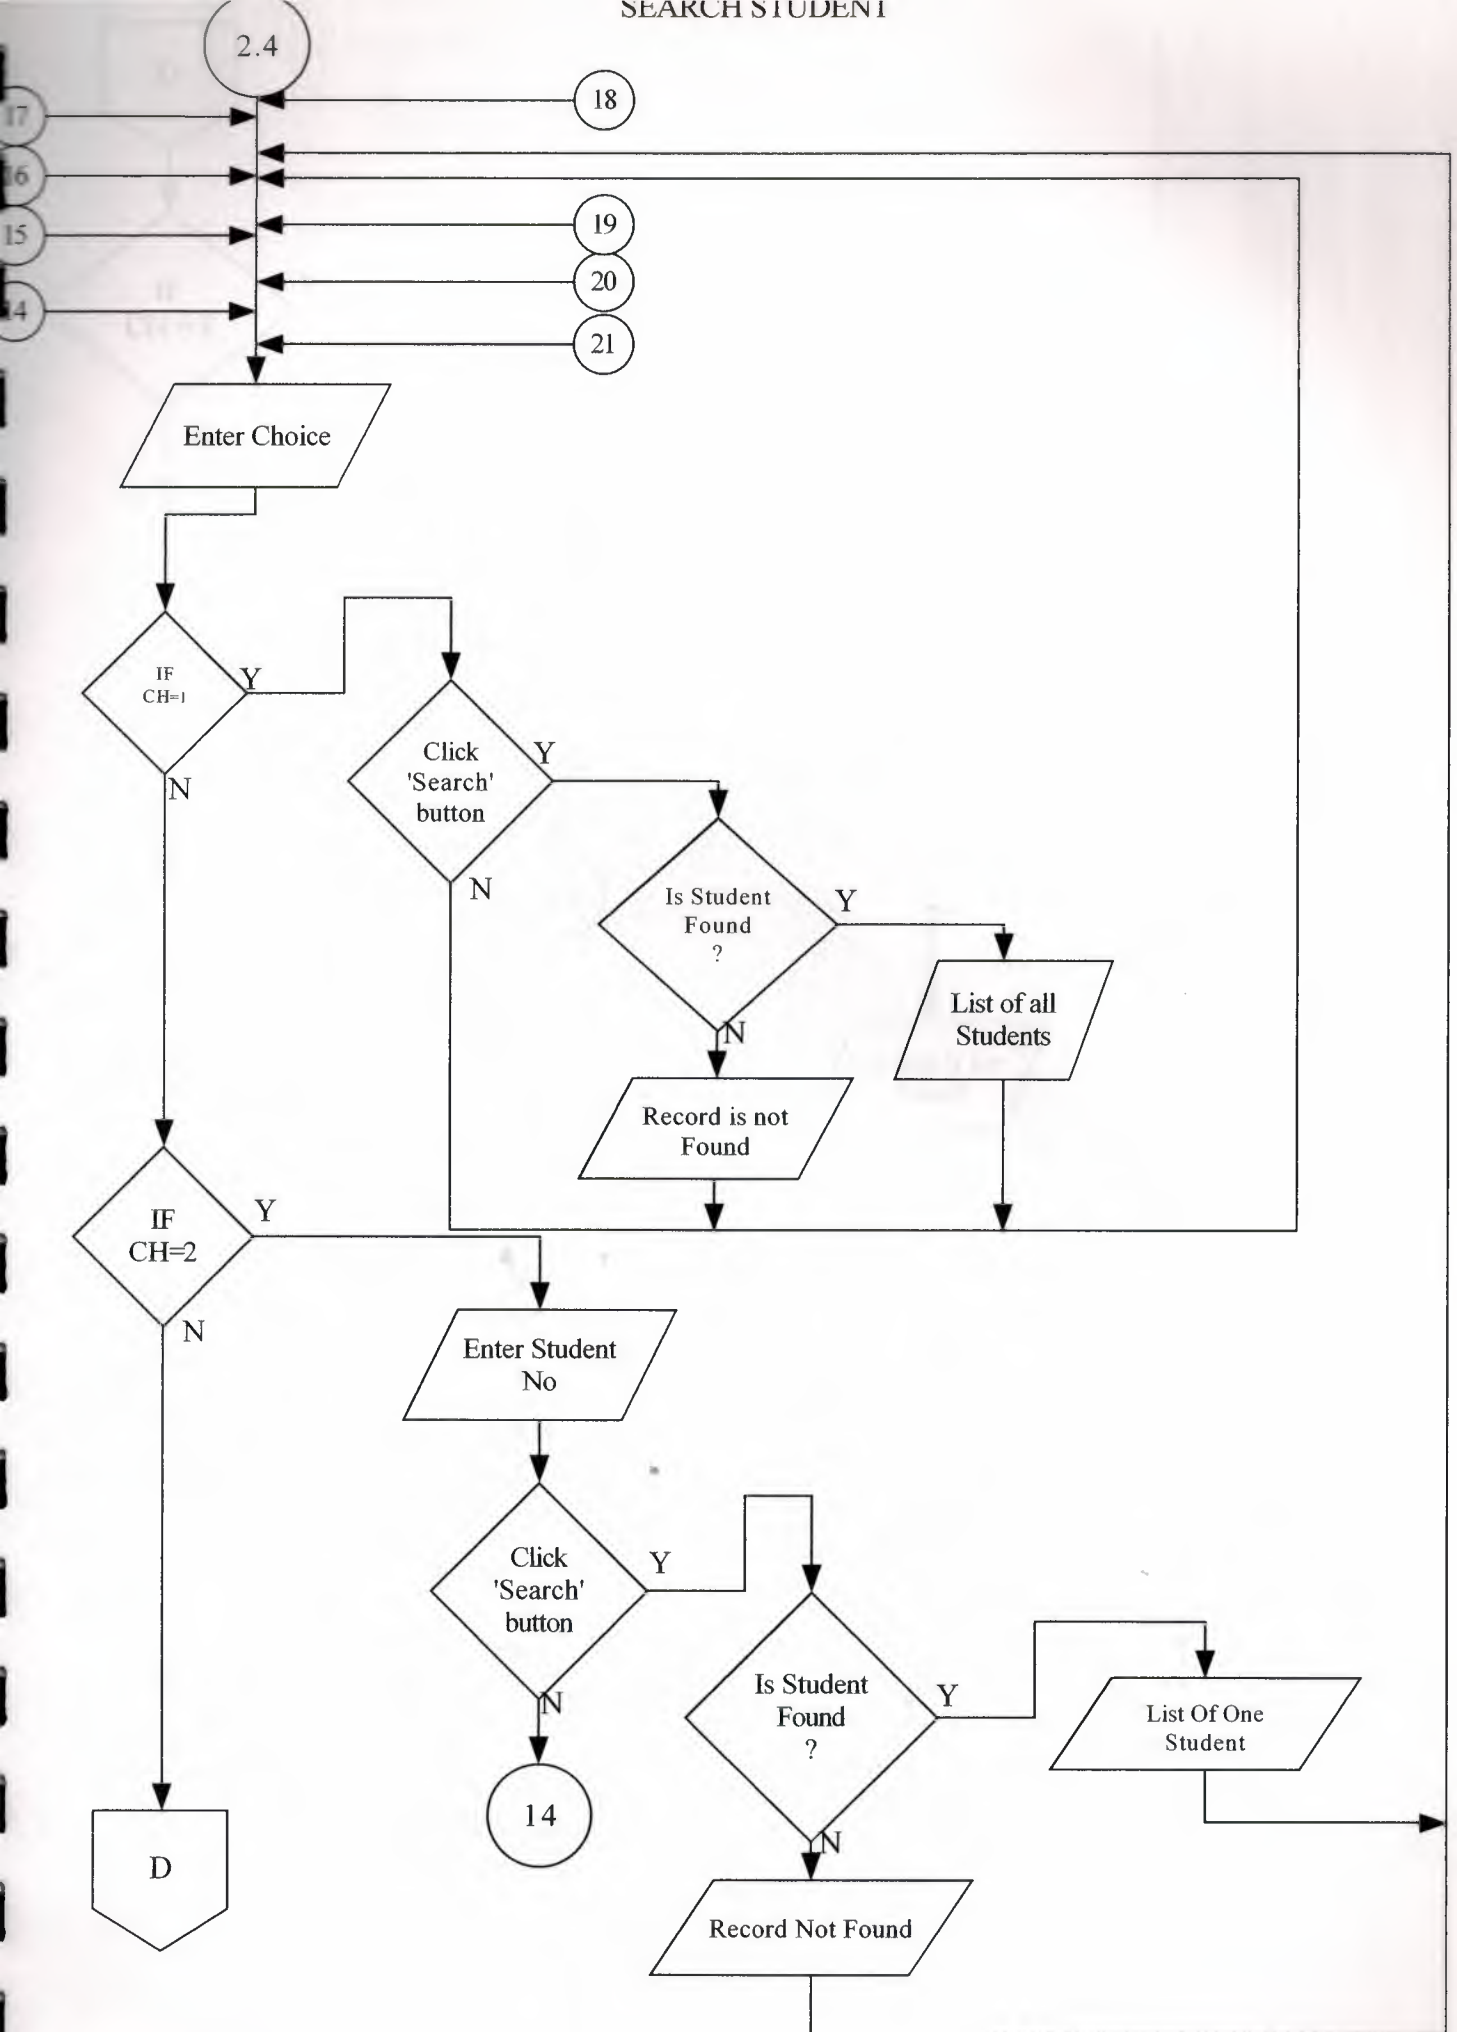 SEARCH STUDENT
2.4
18
17
16
19
15
20
14
21
Enter Choice
IF
CH=1
Y
N
Click
'Search'
button
Y
N
Is Student
Found
?
Y
N
List of all
Students
Record is not
Found
IF
CH=2
Y
N
Enter Student
No
Click
'Search'
button
Y
N
Is Student
Found
?
Y
N
List Of One
Student
14
D
Record Not Found